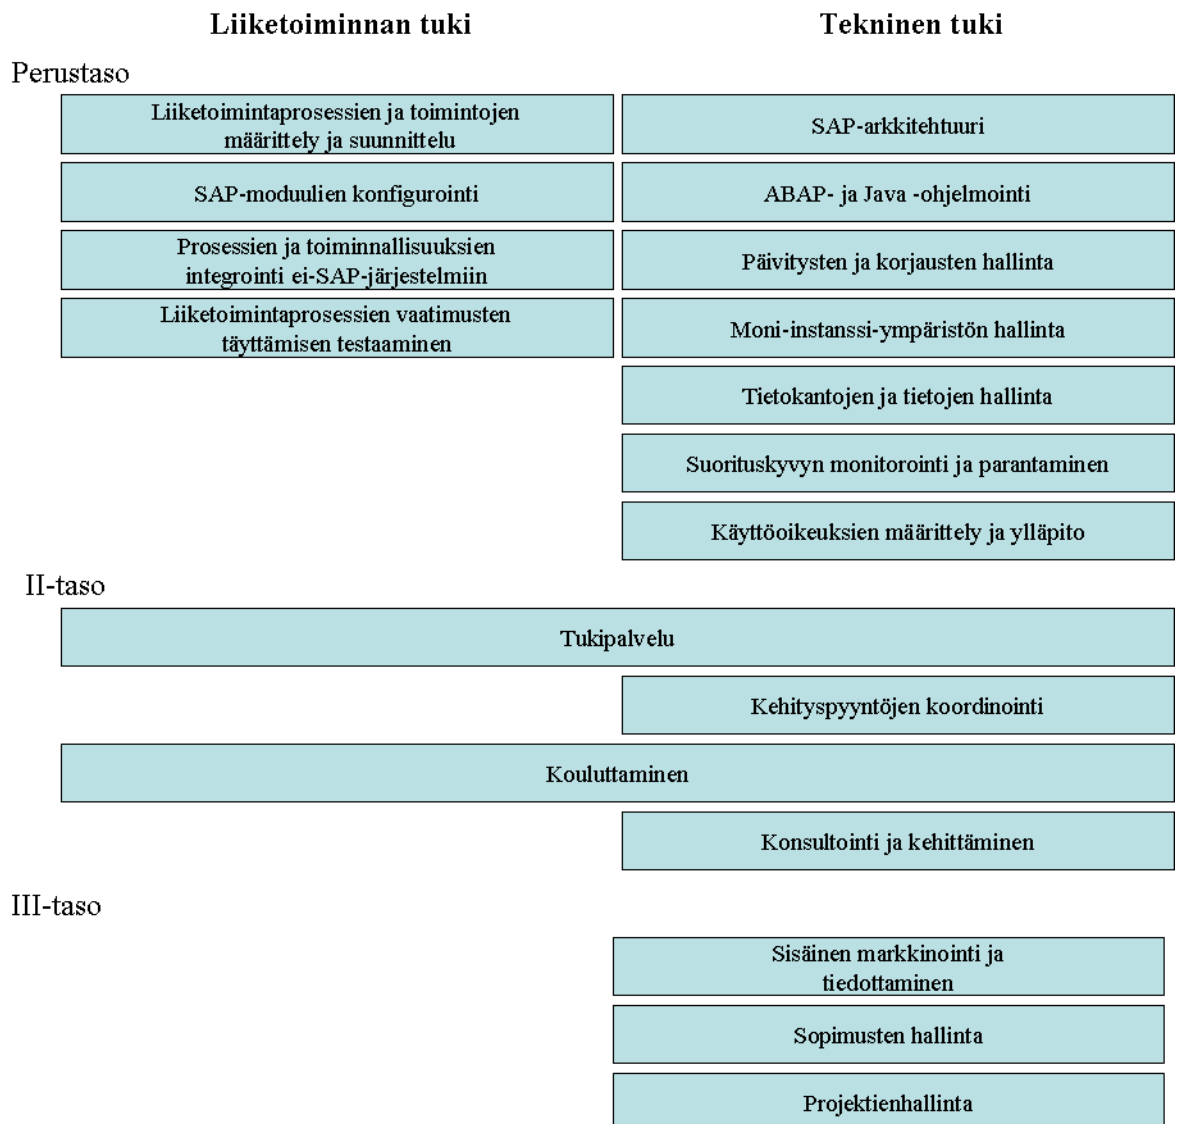 Liiketoiminnan tuki
Tekninen tuki
Perustaso
Liiketoimintaprosessien ja toimintojen
määrittely ja suunnittelu
SAP-arkkitehtuuri
SAP-moduulien konfigurointi
ABAP- ja Java -ohjelmointi
Prosessien ja toiminnallisuuksien
integrointi ei-SAP-järjestelmiin
Päivitysten ja korjausten hallinta
Liiketoimintaprosessien vaatimusten
täyttämisen testaaminen
Moni-instanssi-ympäristön hallinta
Tietokantojen ja tietojen hallinta
Suorituskyvyn monitorointi ja parantaminen
Käyttöoikeuksien määrittely ja ylläpito
II-taso
Tukipalvelu
Kehityspyyntöjen koordinointi
Kouluttaminen
Konsultointi ja kehittäminen
III-taso
Sisäinen markkinointi ja
tiedottaminen
Sopimusten hallinta
Projektienhallinta